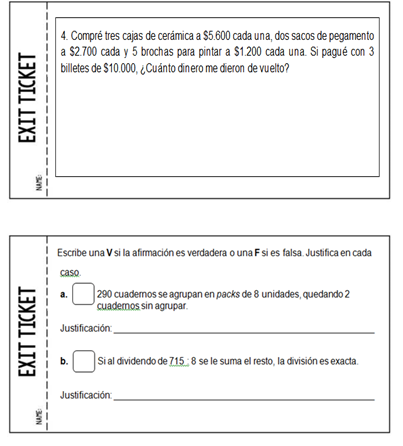 EXIT TICKET
NAME:
4. Compré tres cajas de cerámica a $5.600 cada una, dos sacos de pegamento
a $2.700 cada y 5 brochas para pintar a $1.200 cada una. Si pagué con 3
billetes de $10.000, ¿Cuánto dinero me dieron de vuelto?
EXIT TICKET
NAME:
Escribe una V si la afirmación es verdadera o una F si es falsa. Justifica en cada
caso.
a. 290 cuadernos se agrupan en packs de 8 unidades, quedando 2
cuadernos sin agrupar.
Justificación:
b. Si al dividendo de 715 : 8 se le suma el resto, la división es exacta.
Justificación: